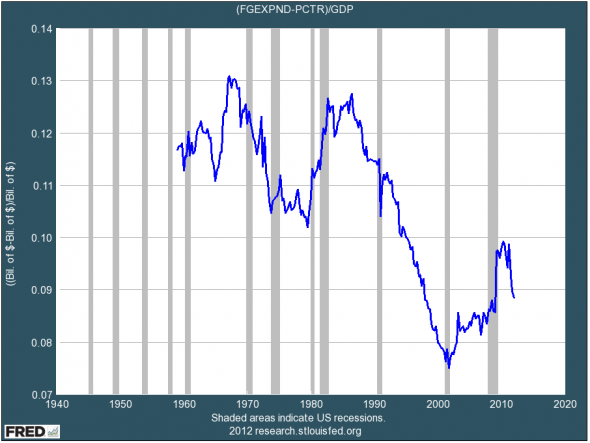 (FGEXPND-PCTR)/GDP
((Bil. of $-Bil. of $)/Bil. of $)
0.14
0.13
0.12
0.11
0.10
0.09
0.08
0.07
1940 1950 1960 1970 1980 1990 2000 2010 2020
Shaded areas indicate US recessions.
2012 research.stlouisfed.org
FRED